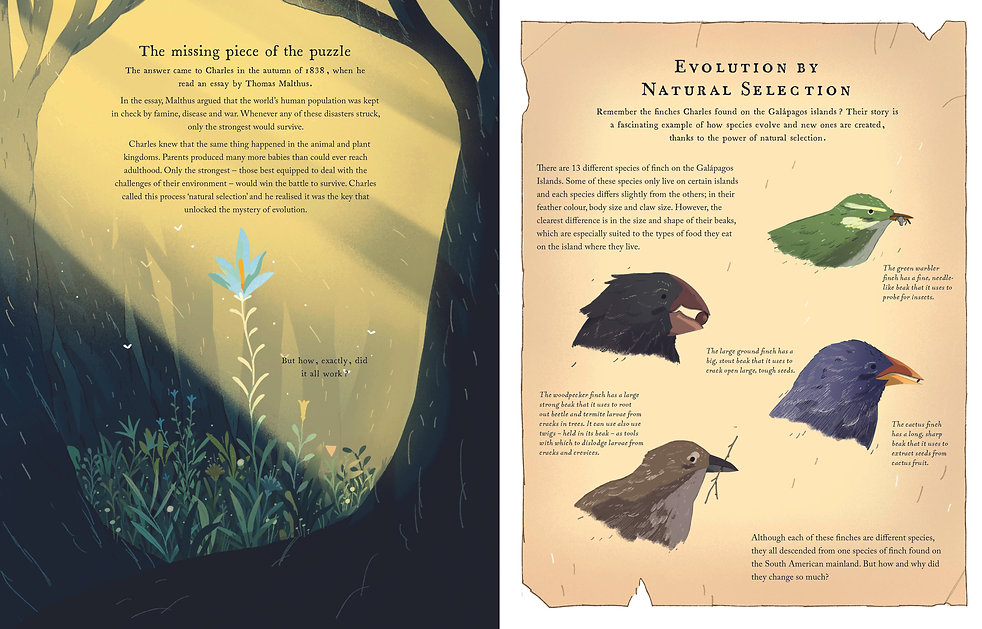 The missing piece of the puzzle
The answer came to Charles in the autumn of 1838, when he
read an essay by Thomas Malthus.
In the essay, Malthus argued that the world's human population was kept
in check by famine, disease and war. Whenever any of these disasters struck,
only the strongest would survive.
Charles knew that the same thing happened in the animal and plant
kingdoms. Parents produced many more babies than could ever reach
adulthood. Only the strongest – those best equipped to deal with the
challenges of their environment – would win the battle to survive. Charles
called this process 'natural selection' and he realised it was the key that
unlocked the mystery of evolution.
But how, exactly, did
it all work?
Evolution by
Natural Selection
Remember the finches Charles found on the Galápagos islands? Their story is
a fascinating example of how species evolve and new ones are created,
thanks to the power of natural selection.
There are 13 different species of finch on the Galápagos
Islands. Some of these species only live on certain islands
and each species differs slightly from the others; in their
feather colour, body size and claw size. However, the
clearest difference is in the size and shape of their beaks,
which are especially suited to the types of food they eat
on the island where they live.
The green warbler
finch has a fine, needle-
like beak that it uses to
probe for insects.
The large ground finch has a
big, stout beak that it uses to
crack open large, tough seeds.
The woodpecker finch has a large
strong beak that it uses to root
out beetle and termite larvae from
cracks in trees. It can use also use
twigs – held in its beak – as tools
with which to dislodge larvae from
cracks and crevices.
The cactus finch
has a long, sharp
beak that it uses to
extract seeds from
cactus fruit.
Although each of these finches are different species,
they all descended from one species of finch found on
the South American mainland. But how and why did
they change so much?